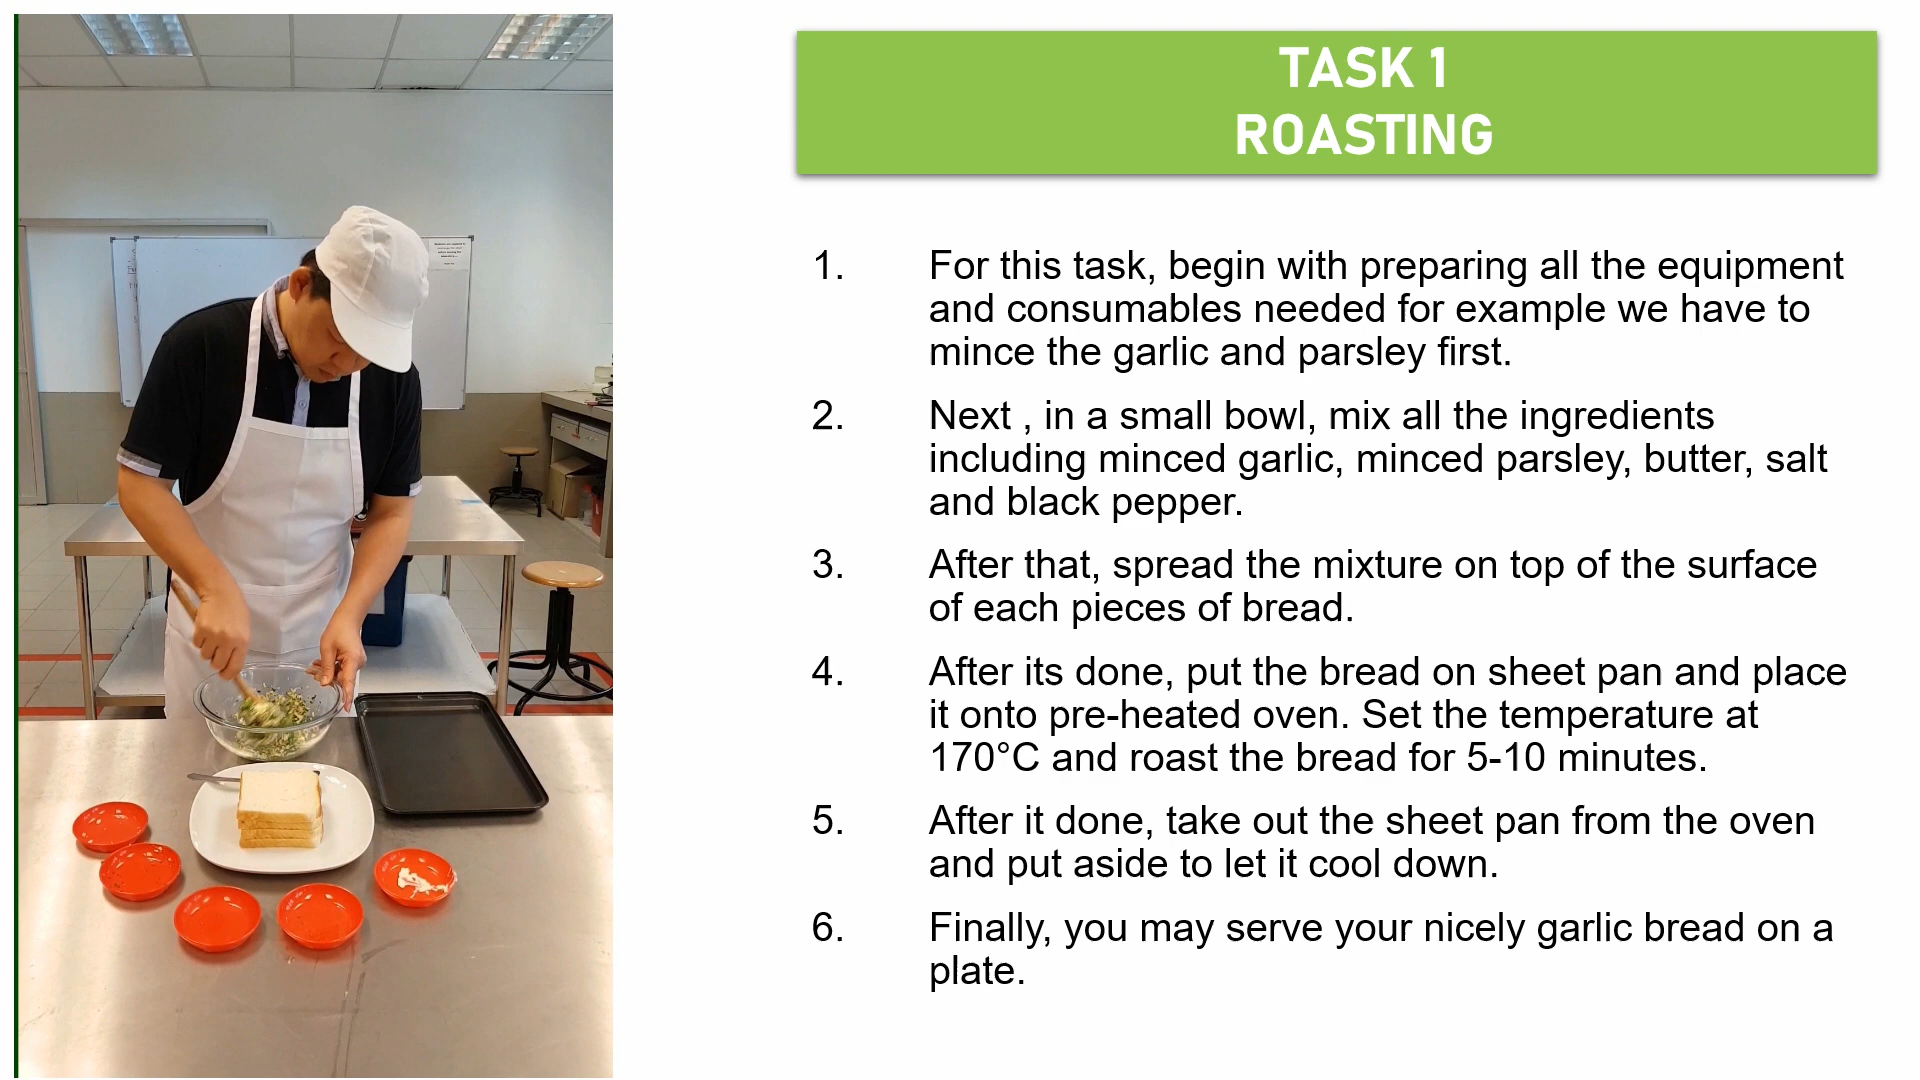 TASK 1
ROASTING
1. For this task, begin with preparing all the equipment
and consumables needed for example we have to
mince the garlic and parsley first.
2. Next , in a small bowl, mix all the ingredients
including minced garlic, minced parsley, butter, salt
and black pepper.
3. After that, spread the mixture on top of the surface
of each pieces of bread.
4. After its done, put the bread on sheet pan and place
it onto pre-heated oven. Set the temperature at
170°C and roast the bread for 5-10 minutes.
5. After it done, take out the sheet pan from the oven
and put aside to let it cool down.
6. Finally, you may serve your nicely garlic bread on a
plate.